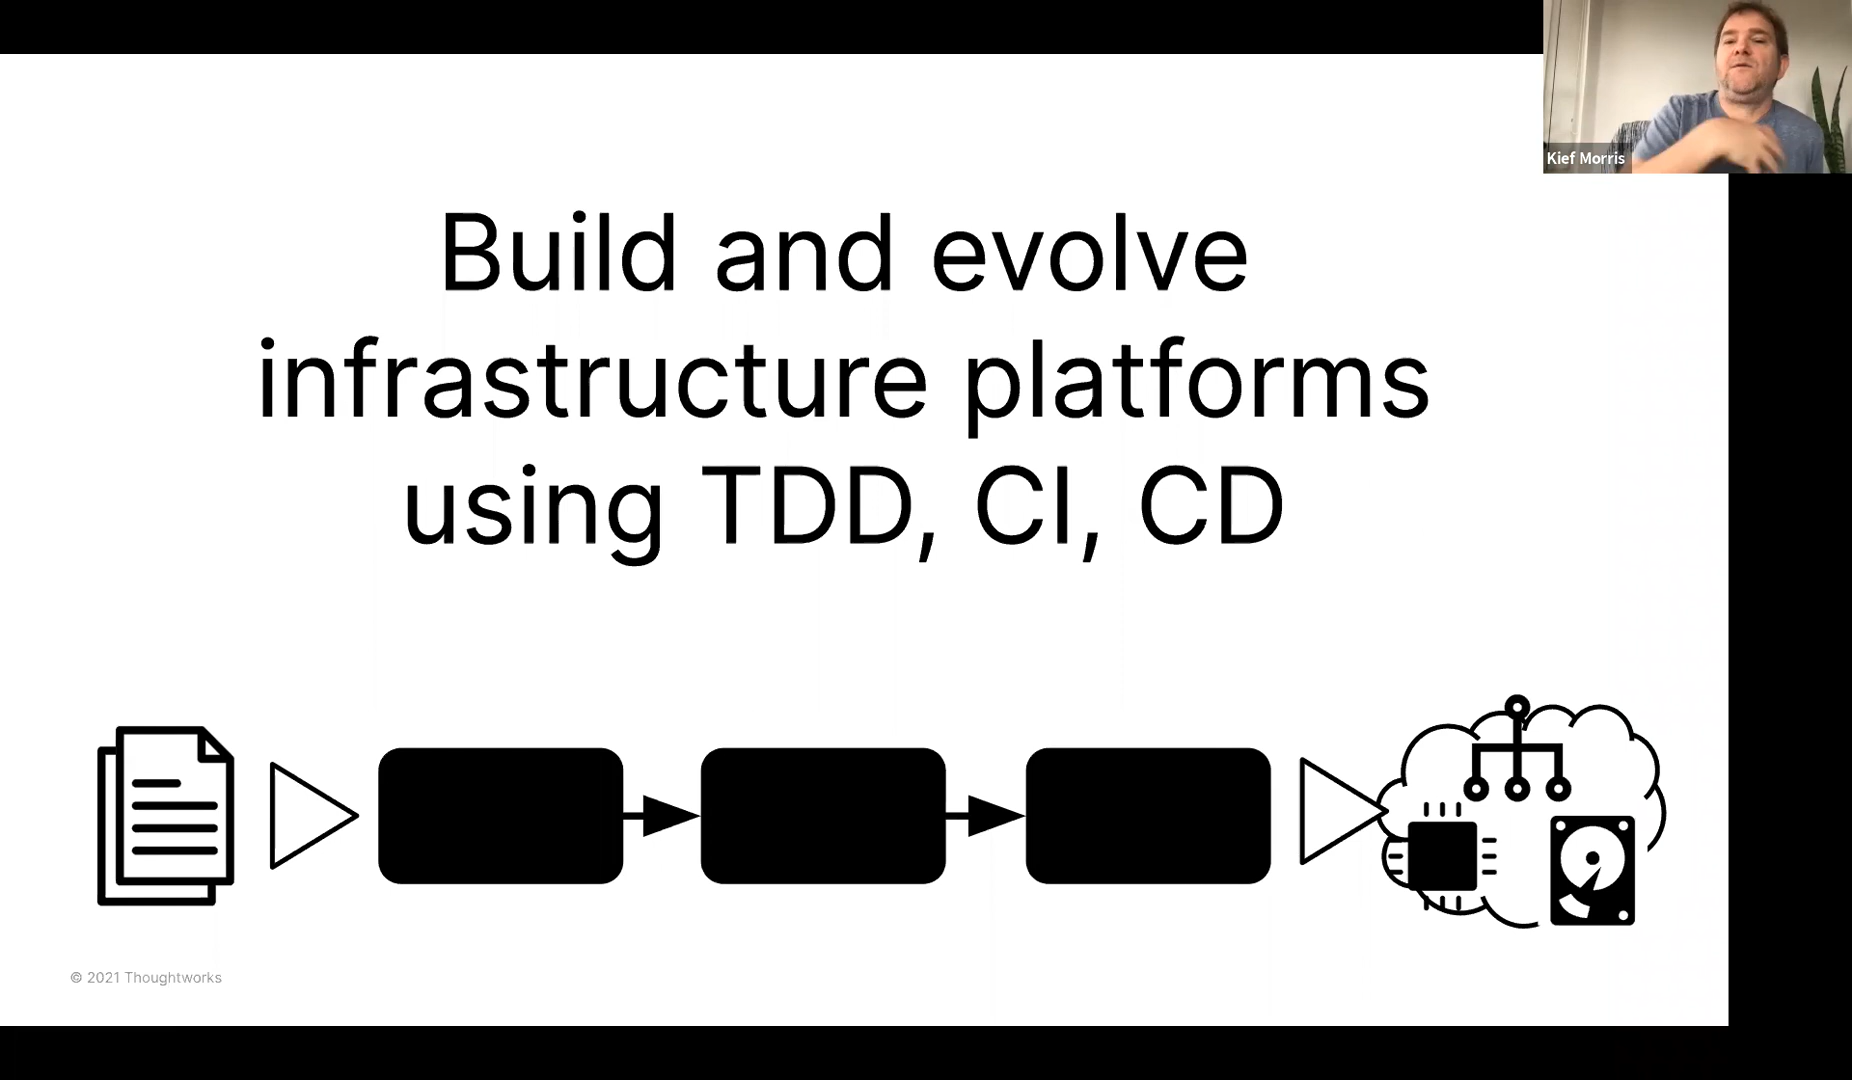 Kief Morris
Build and evolve
infrastructure platforms
using TDD, CI, CD
© 2021 Thoughtworks